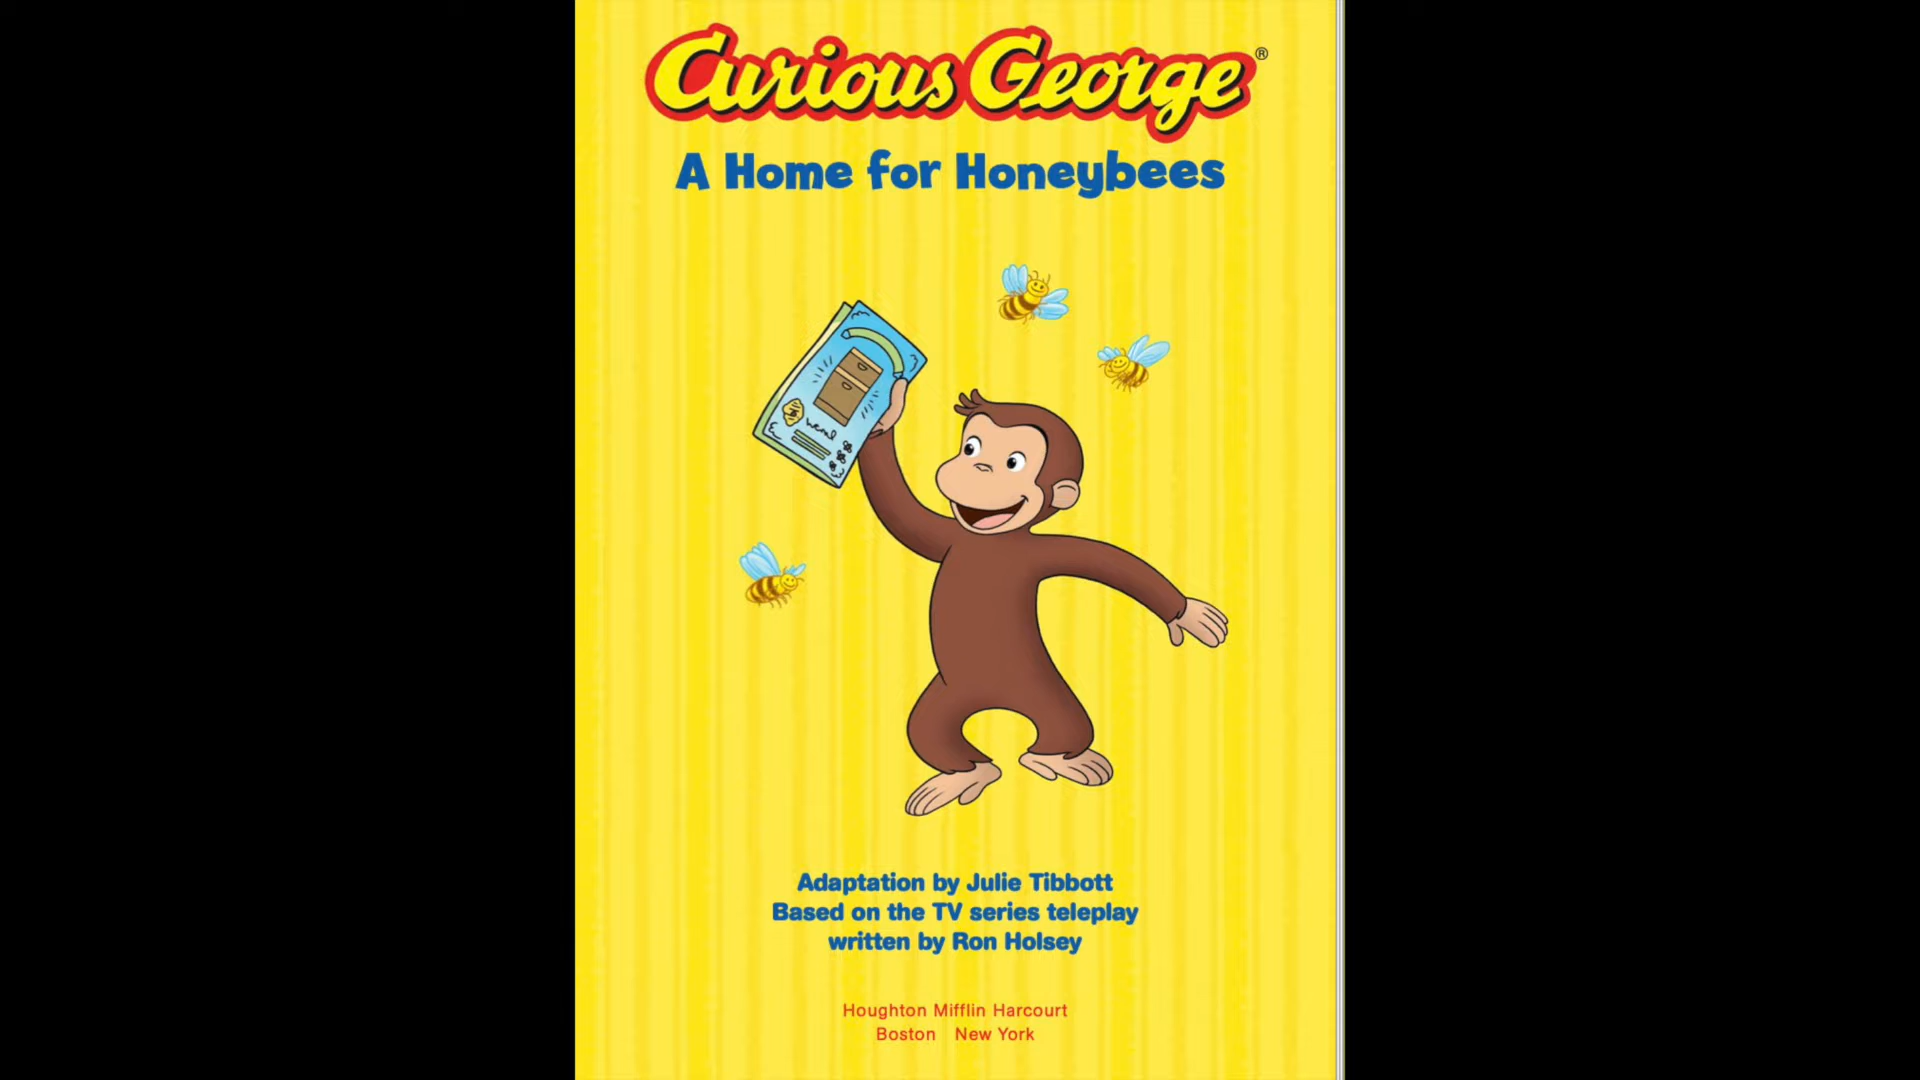 Curious George®
A Home for Honeybees
Adaptation by Julie Tibbott
Based on the TV series teleplay
written by Ron Holsey
Houghton Mifflin Harcourt
Boston New York